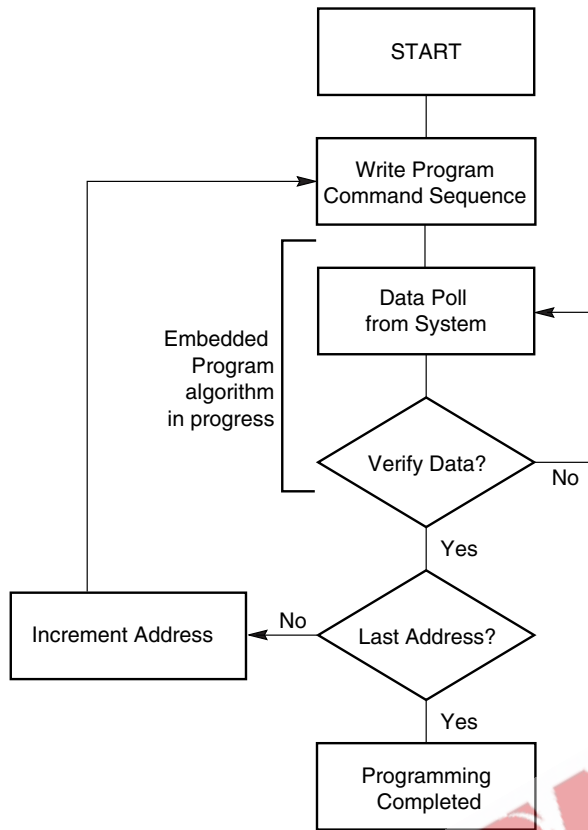 START
Write Program
Command Sequence
Data Poll
from System
Embedded
Program
algorithm
in progress
Verify Data?
No
Yes
No
Increment Address
Last Address?
Yes
Programming
Completed